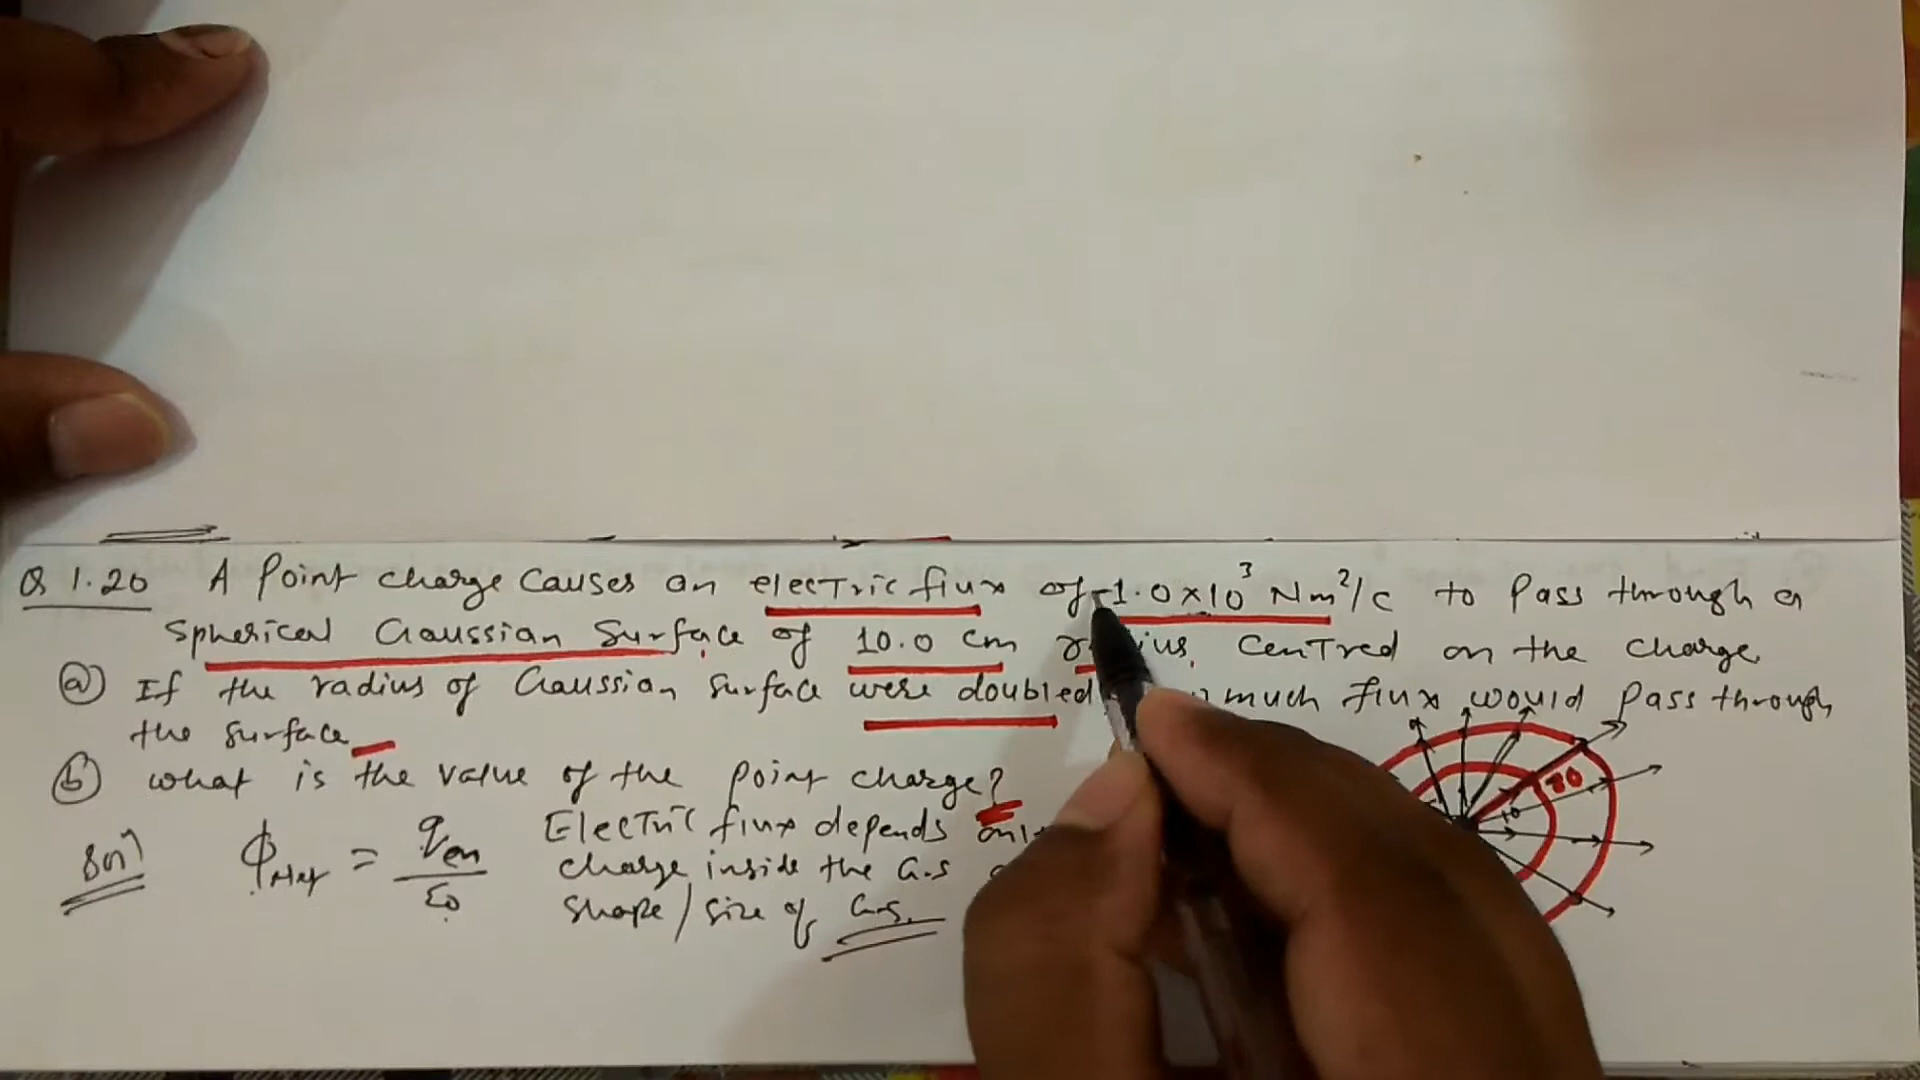 Q 1.20 A Point charge Causes an electric flux of -1.0×10³ Nm²/C to Pass through a
Spherical Gaussian Surface of 10.0 cm radius, Centred on the charge.
(a) If the radius of Gaussian Surface were doubled much flux would Pass through
the Surface
(b) what is the value of the point charge?
Soln ϕ = qen/ε0
Electric flux depends
charge inside the G.S
shape/size of G.S.
10